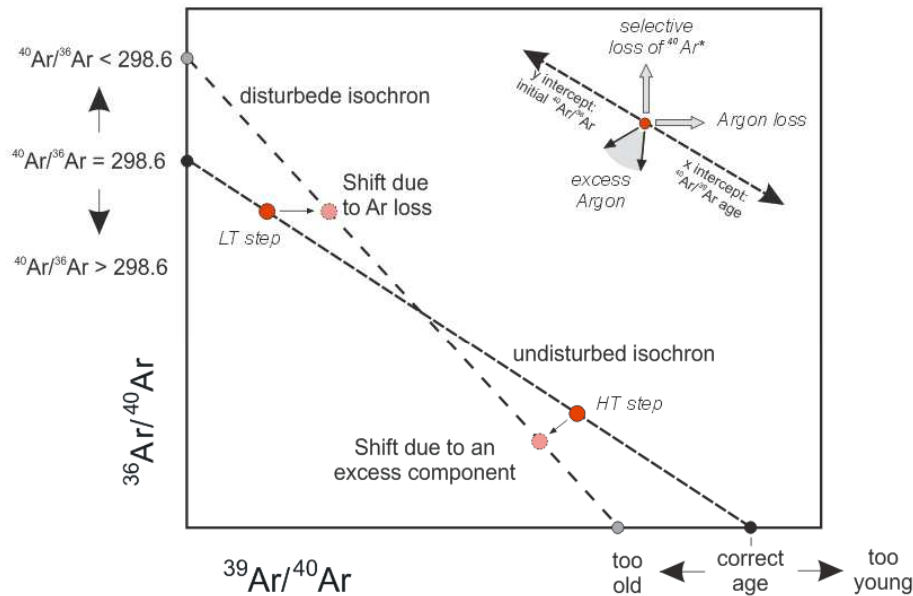 ⁴⁰Ar/³⁶Ar < 298.6
⁴⁰Ar/³⁶Ar = 298.6
⁴⁰Ar/³⁶Ar > 298.6
disturbede isochron
Shift due
to Ar loss
LT step
selective
loss of ⁴⁰Ar*
y intercept:
initial ⁴⁰Ar/³⁶Ar
Argon loss
excess
Argon
x intercept:
⁴⁰Ar/³⁹Ar age
undisturbed isochron
HT step
Shift due to an
excess component
³⁶Ar/⁴⁰Ar
³⁹Ar/⁴⁰Ar
too
old
correct
age
too
young